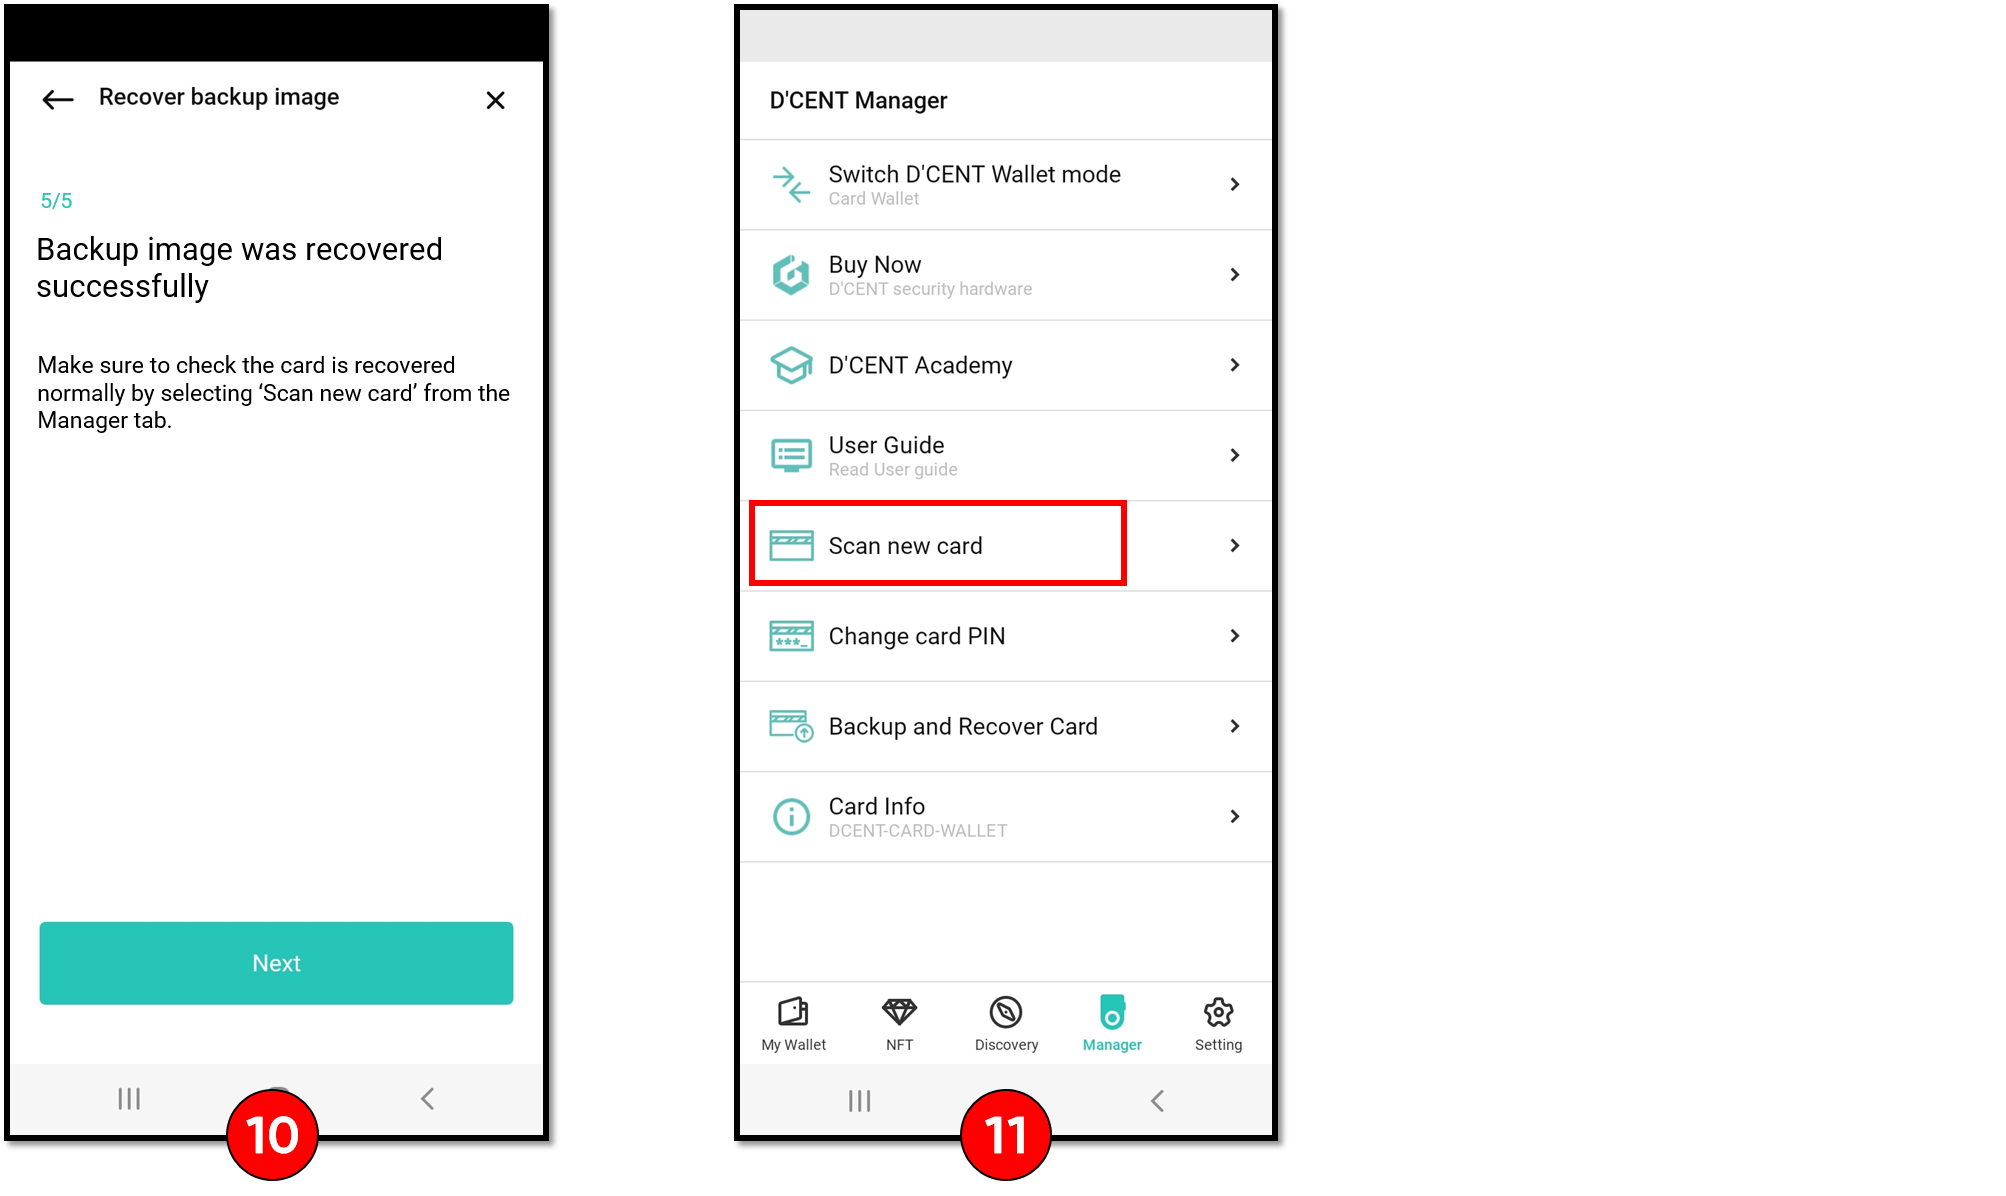 Recover backup image
5/5
Backup image was recovered
successfully
Make sure to check the card is recovered
normally by selecting ‘Scan new card’ from the
Manager tab.
Next
10
D'CENT Manager
Switch D'CENT Wallet mode
Card Wallet
Buy Now
D'CENT security hardware
D'CENT Academy
User Guide
Read User guide
Scan new card
***_
Change card PIN
Backup and Recover Card
Card Info
DCENT-CARD-WALLET
My Wallet NFT Discovery Manager Setting
11